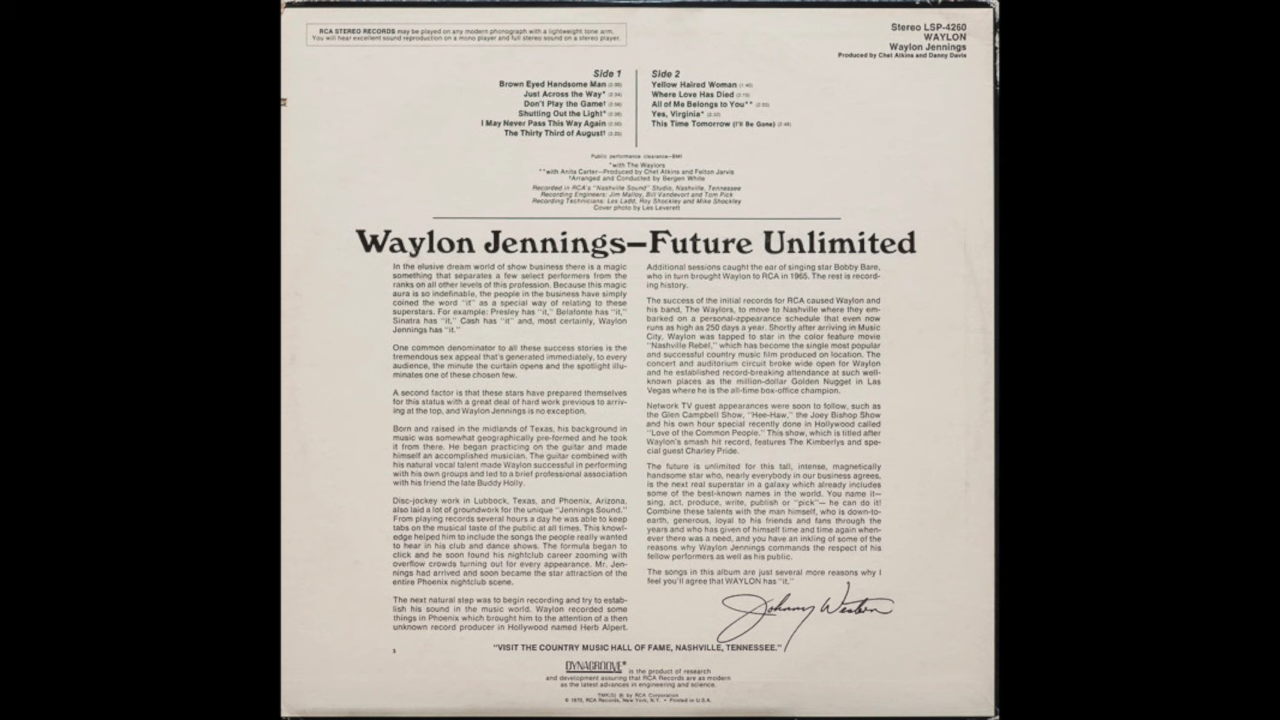 RCA STEREO RECORDS may be played on any modern phonograph with a lightweight tone arm.
You will hear excellent sound reproduction on a mono player and full stereo sound on a stereo player.
Stereo LSP-4260
WAYLON
Waylon Jennings
Produced by Chet Atkins and Danny Davis
Side 1
Brown Eyed Handsome Man
Just Across the Way*
Don't Play the Game†
Shutting Out the Light*
I May Never Pass This Way Again
The Thirty Third of August†
Side 2
Yellow Haired Woman
Where Love Has Died
All of Me Belongs to You**
Yes, Virginia*
This Time Tomorrow (I'll Be Gone)
Public performance clearance—BMI
*with The Waylors
**with Anita Carter—Produced by Chet Atkins and Felton Jarvis
†Arranged and Conducted by Bergen White
Recorded in RCA's "Nashville Sound" Studio, Nashville, Tennessee
Recording Engineers: Jim Malloy, Bill Vandevort and Tom Pick
Recording Technicians: Les Ladd, Roy Shockley and Mike Shockley
Cover photo by Les Leverett
Waylon Jennings—Future Unlimited
In the elusive dream world of show business there is a magic
something that separates a few select performers from the
ranks on all other levels of this profession. Because this magic
aura is so indefinable, the people in the business have simply
coined the word "it" as a special way of relating to these
superstars. For example: Presley has "it," Belafonte has "it,"
Sinatra has "it," Cash has "it" and, most certainly, Waylon
Jennings has "it."
One common denominator to all these success stories is the
tremendous sex appeal that's generated immediately, to every
audience, the minute the curtain opens and the spotlight illu-
minates one of these chosen few.
A second factor is that these stars have prepared themselves
for this status with a great deal of hard work previous to arriv-
ing at the top, and Waylon Jennings is no exception.
Born and raised in the midlands of Texas, his background in
music was somewhat geographically pre-formed and he took
it from there. He began practicing on the guitar and made
himself an accomplished musician. The guitar combined with
his natural vocal talent made Waylon successful in performing
with his own groups and led to a brief professional association
with his friend the late Buddy Holly.
Disc-jockey work in Lubbock, Texas, and Phoenix, Arizona,
also laid a lot of groundwork for the unique "Jennings Sound."
From playing records several hours a day he was able to keep
tabs on the musical taste of the public at all times. This knowl-
edge helped him to include the songs the people really wanted
to hear in his club and dance shows. The formula began to
click and he soon found his nightclub career zooming with
overflow crowds turning out for every appearance. Mr. Jen-
nings had arrived and soon became the star attraction of the
entire Phoenix nightclub scene.
The next natural step was to begin recording and try to estab-
lish his sound in the music world. Waylon recorded some
things in Phoenix which brought him to the attention of a then
unknown record producer in Hollywood named Herb Alpert.
Additional sessions caught the ear of singing star Bobby Bare,
who in turn brought Waylon to RCA in 1965. The rest is record-
ing history.
The success of the initial records for RCA caused Waylon and
his band, The Waylors, to move to Nashville where they em-
barked on a personal-appearance schedule that even now
runs as high as 250 days a year. Shortly after arriving in Music
City, Waylon was tapped to star in the color feature movie
"Nashville Rebel," which has become the single most popular
and successful country music film produced on location. The
concert and auditorium circuit broke wide open for Waylon
and he established record-breaking attendance at such well-
known places as the million-dollar Golden Nugget in Las
Vegas where he is the all-time box-office champion.
Network TV guest appearances were soon to follow, such as
the Glen Campbell Show, "Hee-Haw," the Joey Bishop Show
and his own hour special recently done in Hollywood called
"Love of the Common People." This show, which is titled after
Waylon's smash hit record, features The Kimberlys and spe-
cial guest Charley Pride.
The future is unlimited for this tall, intense, magnetically
handsome star who, nearly everybody in our business agrees,
is the next real superstar in a galaxy which already includes
some of the best-known names in the world. You name it—
sing, act, produce, write, publish or "pick"— he can do it!
Combine these talents with the man himself, who is down-to-
earth, generous, loyal to his friends and fans through the
years and who has given of himself time and time again when-
ever there was a need, and you have an inkling of some of the
reasons why Waylon Jennings commands the respect of his
fellow performers as well as his public.
The songs in this album are just several more reasons why I
feel you'll agree that WAYLON has "it."
Johnny Western
"VISIT THE COUNTRY MUSIC HALL OF FAME, NASHVILLE, TENNESSEE."
DYNAGROOVE* is the product of research
and development assuring that RCA Records are as modern
as the latest advances in engineering and science.
TMK(S) ® by RCA Corporation
© 1970, RCA Records, New York, N.Y. • Printed in U.S.A.